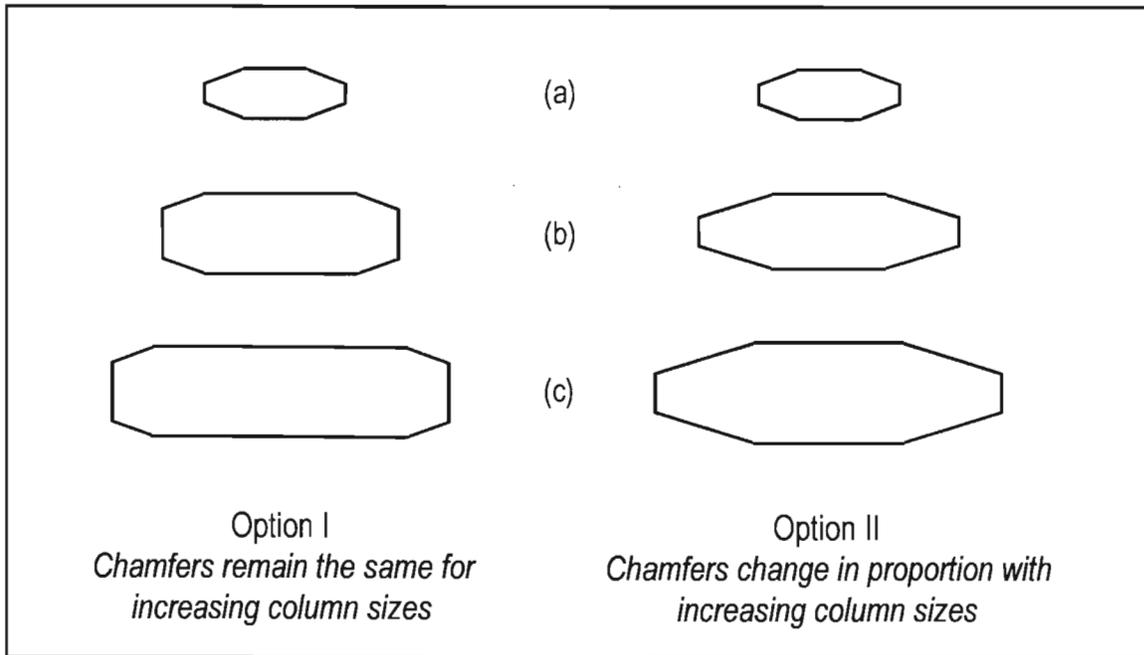 (a)
(b)
(c)
Option I
Chamfers remain the same for
increasing column sizes
Option II
Chamfers change in proportion with
increasing column sizes